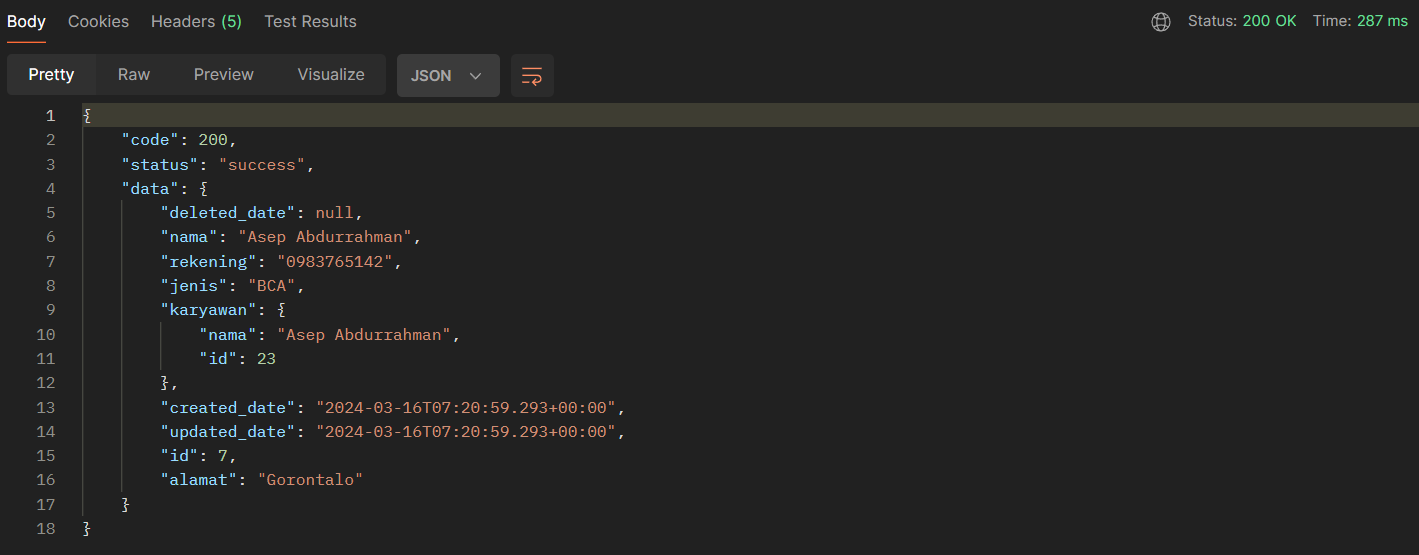 Body Cookies Headers (5) Test Results Status: 200 OK Time: 287 ms
Pretty Raw Preview Visualize JSON
1 {
2 "code": 200,
3 "status": "success",
4 "data": {
5 "deleted_date": null,
6 "nama": "Asep Abdurrahman",
7 "rekening": "0983765142",
8 "jenis": "BCA",
9 "karyawan": {
10 "nama": "Asep Abdurrahman",
11 "id": 23
12 },
13 "created_date": "2024-03-16T07:20:59.293+00:00",
14 "updated_date": "2024-03-16T07:20:59.293+00:00",
15 "id": 7,
16 "alamat": "Gorontalo"
17 }
18 }